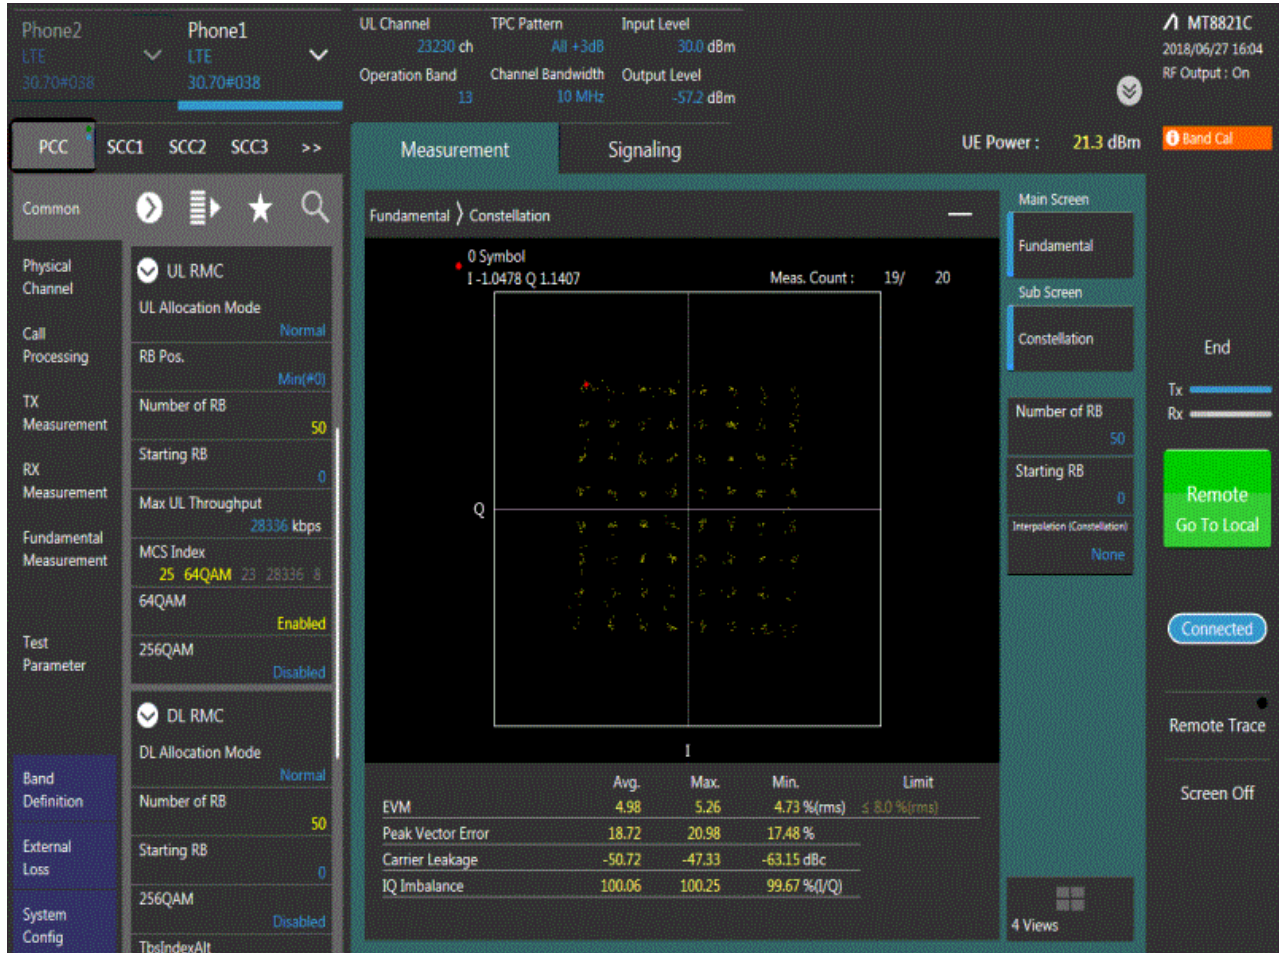 Phone2
LTE
30.70#038
Phone1
LTE
30.70#038
UL Channel
23230 ch
TPC Pattern
All +3dB
Input Level
30.0 dBm
Operation Band
13
Channel Bandwidth
10 MHz
Output Level
-57.2 dBm
MT8821C
2018/06/27 16:04
RF Output : On
PCC
SCC1
SCC2
SCC3
>>
Measurement
Signaling
UE Power : 21.3 dBm
Band Cal
Common
Physical
Channel
Call
Processing
TX
Measurement
RX
Measurement
Fundamental
Measurement
Test
Parameter
Band
Definition
External
Loss
System
Config
UL RMC
UL Allocation Mode
Normal
RB Pos.
Min(#0)
Number of RB
50
Starting RB
0
Max UL Throughput
28336 kbps
MCS Index
25 64QAM 23 28336 8
64QAM
Enabled
256QAM
Disabled
DL RMC
DL Allocation Mode
Normal
Number of RB
50
Starting RB
0
256QAM
Disabled
TbsIndexAlt
Fundamental > Constellation
0 Symbol
I -1.0478 Q 1.1407
Meas. Count : 19/ 20
Q
I
Avg. Max. Min. Limit
EVM 4.98 5.26 4.73 %(rms) ≤ 8.0 %(rms)
Peak Vector Error 18.72 20.98 17.48 %
Carrier Leakage -50.72 -47.33 -63.15 dBc
IQ Imbalance 100.06 100.25 99.67 %(I/Q)
Main Screen
Fundamental
Sub Screen
Constellation
Number of RB
50
Starting RB
0
Interpolation (Constellation)
None
4 Views
End
Tx
Rx
Remote
Go To Local
Connected
Remote Trace
Screen Off